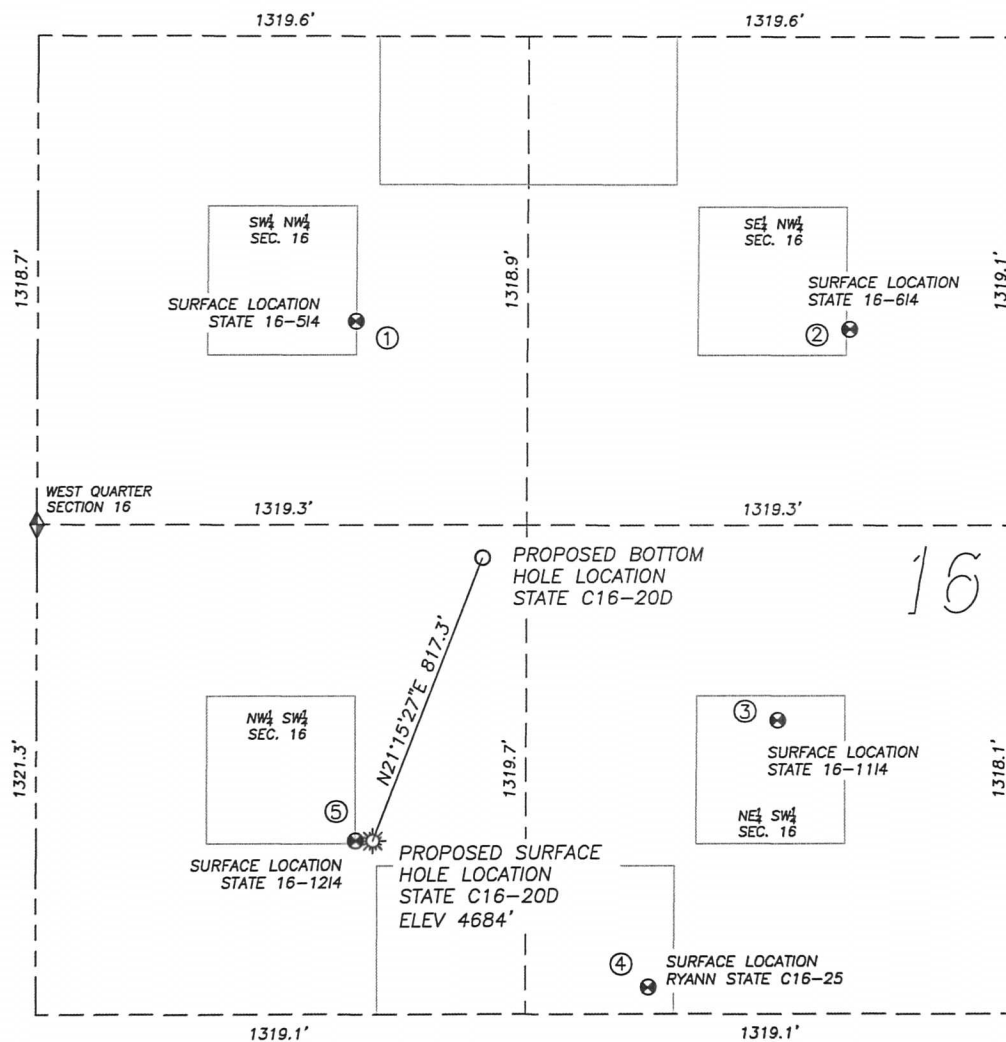 1319.6'
1319.6'
SW¼ NW¼
SEC. 16
SE¼ NW¼
SEC. 16
1318.7'
1318.9'
1319.1'
SURFACE LOCATION
STATE 16-5I4
①
SURFACE LOCATION
STATE 16-6I4
②
WEST QUARTER
SECTION 16
1319.3'
1319.3'
PROPOSED BOTTOM
HOLE LOCATION
STATE C16-20D
16
N21°15'27"E 817.3'
NW¼ SW¼
SEC. 16
③
SURFACE LOCATION
STATE 16-11I4
1321.3'
1319.7'
1318.1'
NE¼ SW¼
SEC. 16
⑤
SURFACE LOCATION
STATE 16-12I4
PROPOSED SURFACE
HOLE LOCATION
STATE C16-20D
ELEV 4684'
④
SURFACE LOCATION
RYANN STATE C16-25
1319.1'
1319.1'